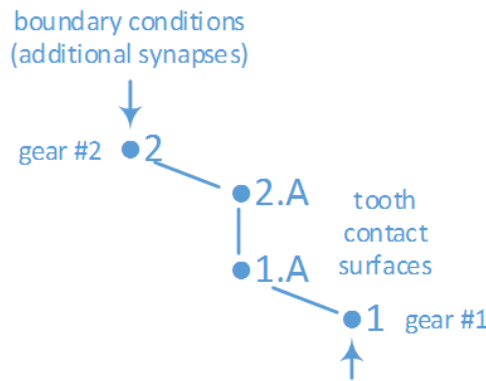 boundary conditions
(additional synapses)
gear #2 2
2.A
tooth
contact
surfaces
1.A
1 gear #1